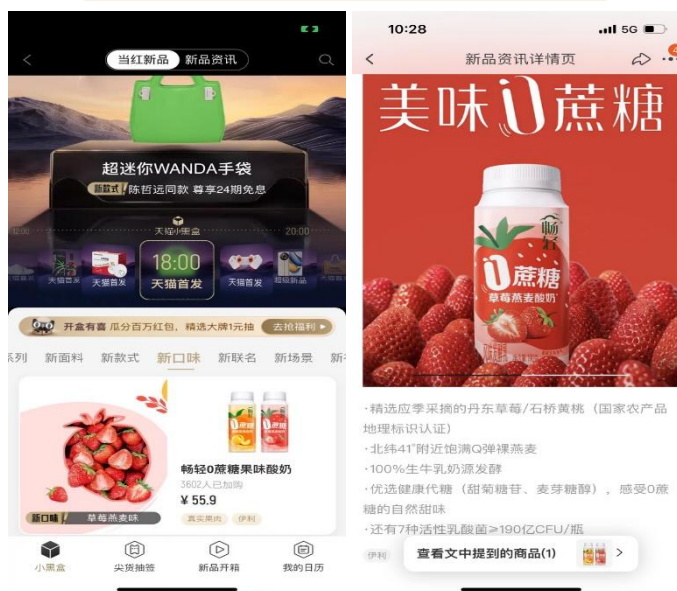 当红新品 新品资讯
超迷你WANDA手袋
新款式 陈哲远同款 尊享24期免息
天猫小黑盒
12:00
20:00
18:00
天猫首发
天猫首发
天猫首发
天猫首发
超级新品
开盒有喜 瓜分百万红包,精选大牌1元抽 去抢福利
系列 新面料 新款式 新口味 新联名 新场景 新
新口味 草莓燕麦味
畅轻0蔗糖果味酸奶
3602人已加购
¥ 55.9
真实果肉 伊利
小黑盒 尖货抽签 新品开箱 我的日历
10:28
5G
新品资讯详情页
4
美味0蔗糖
畅轻
0蔗糖
草莓燕麦酸奶
·精选应季采摘的丹东草莓/石桥黄桃(国家农产品
地理标识认证)
·北纬41°附近饱满Q弹裸燕麦
·100%生牛乳奶源发酵
·优选健康代糖(甜菊糖苷、麦芽糖醇),感受0蔗
糖的自然甜味
·还有7种活性乳酸菌≥190亿CFU/瓶
伊利
查看文中提到的商品(1)